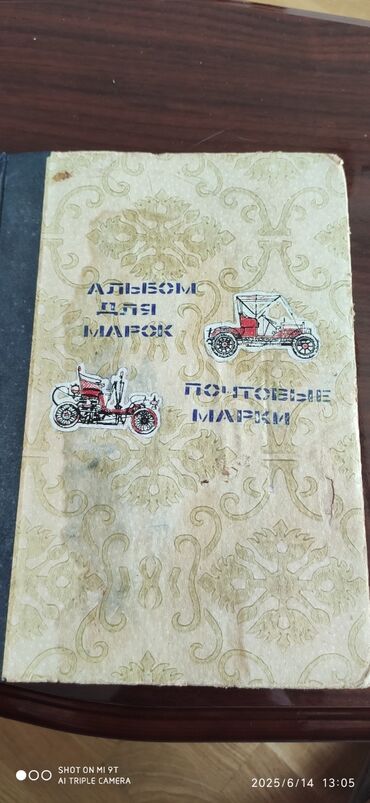 АЛЬБОМ
ДЛЯ
МАРОК
ПОЧТОВЫЕ
МАРКИ
SHOT ON MI 9T
AI TRIPLE CAMERA
2025/6/14 13:05